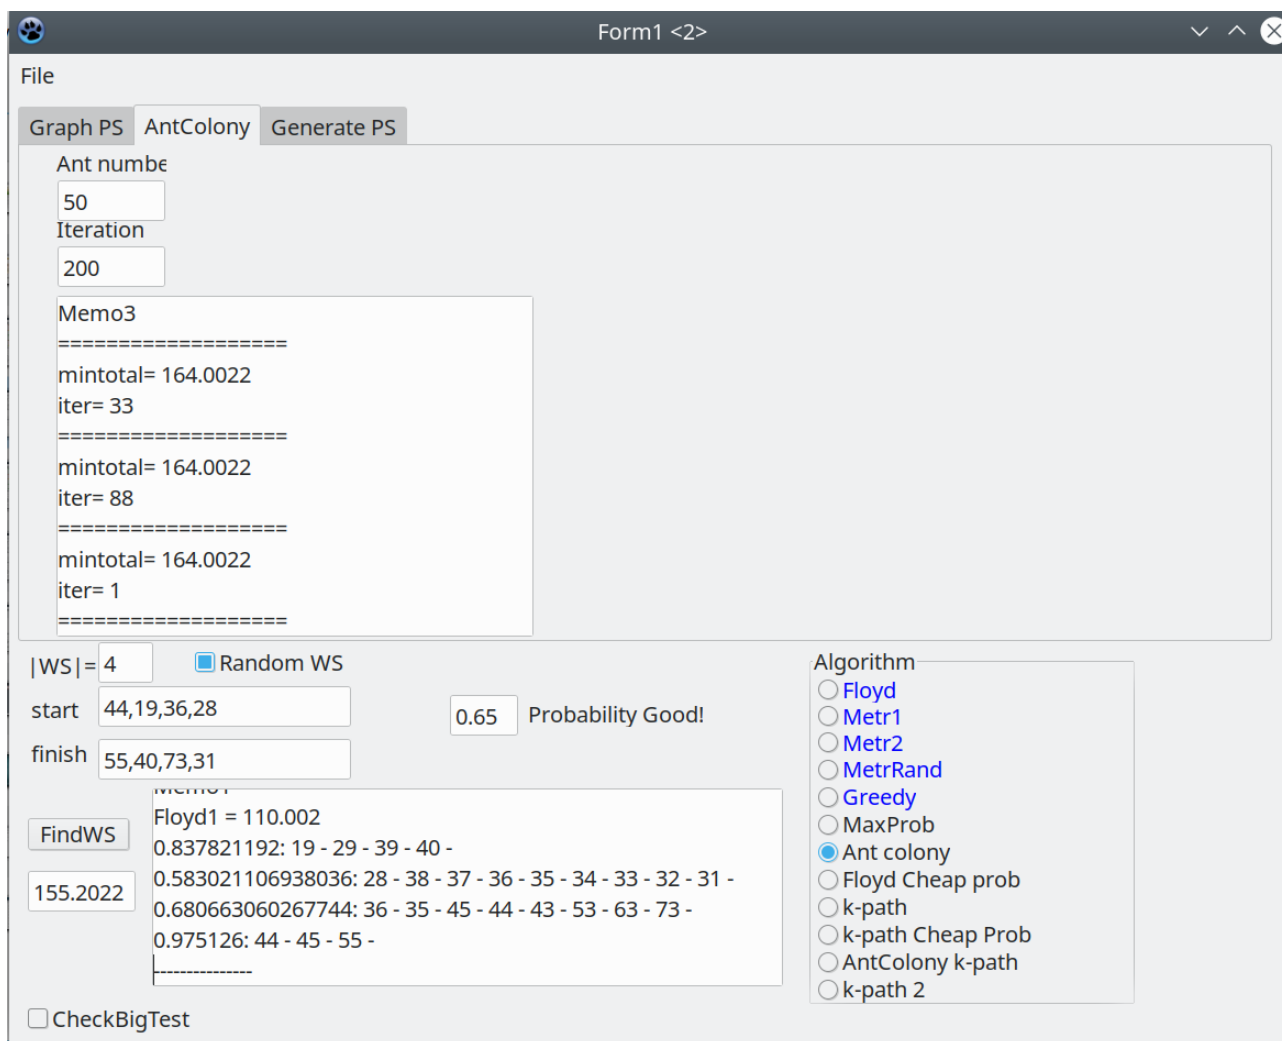 Form1 <2>
File
Graph PS AntColony Generate PS
Ant numbe
50
Iteration
200
Memo3
===================
mintotal= 164.0022
iter= 33
===================
mintotal= 164.0022
iter= 88
===================
mintotal= 164.0022
iter= 1
===================
|WS|= 4 Random WS
start 44,19,36,28
0.65 Probability Good!
finish 55,40,73,31
Algorithm
Floyd
Metr1
Metr2
MetrRand
Greedy
MaxProb
Ant colony
Floyd Cheap prob
k-path
k-path Cheap Prob
AntColony k-path
k-path 2
FindWS
155.2022
Memo1
Floyd1 = 110.002
0.837821192: 19 - 29 - 39 - 40 -
0.583021106938036: 28 - 38 - 37 - 36 - 35 - 34 - 33 - 32 - 31 -
0.680663060267744: 36 - 35 - 45 - 44 - 43 - 53 - 63 - 73 -
0.975126: 44 - 45 - 55 -
---------------
CheckBigTest